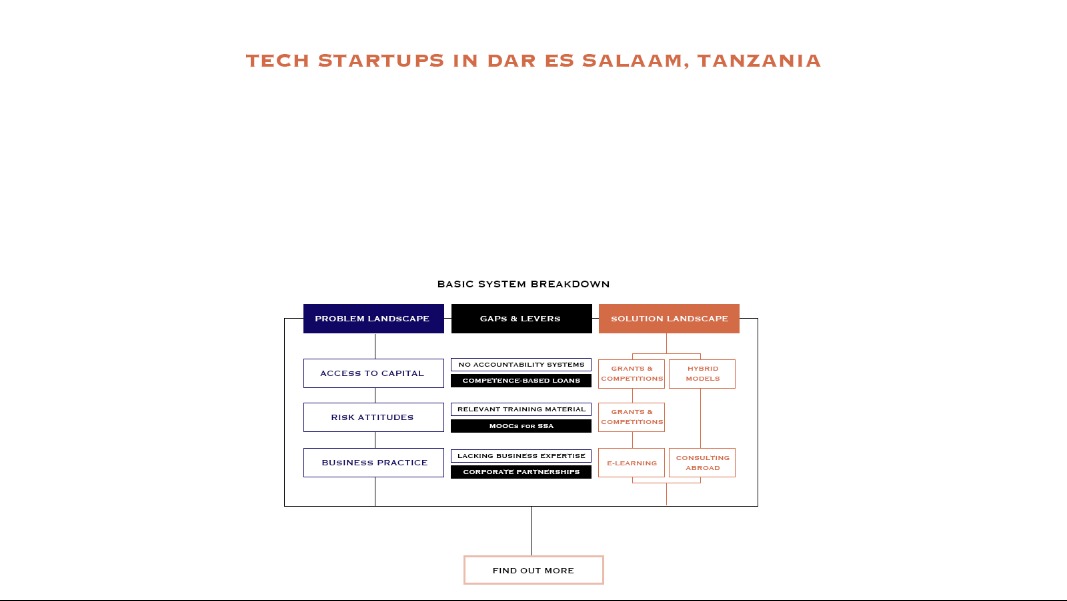 TECH STARTUPS IN DAR ES SALAAM, TANZANIA
BASIC SYSTEM BREAKDOWN
PROBLEM LANDSCAPE
GAPS & LEVERS
SOLUTION LANDSCAPE
ACCESS TO CAPITAL
NO ACCOUNTABILITY SYSTEMS
COMPETENCE-BASED LOANS
GRANTS &
COMPETITIONS
HYBRID
MODELS
RISK ATTITUDES
RELEVANT TRAINING MATERIAL
MOOCs FOR SSA
GRANTS &
COMPETITIONS
BUSINESS PRACTICE
LACKING BUSINESS EXPERTISE
CORPORATE PARTNERSHIPS
E-LEARNING
CONSULTING
ABROAD
FIND OUT MORE